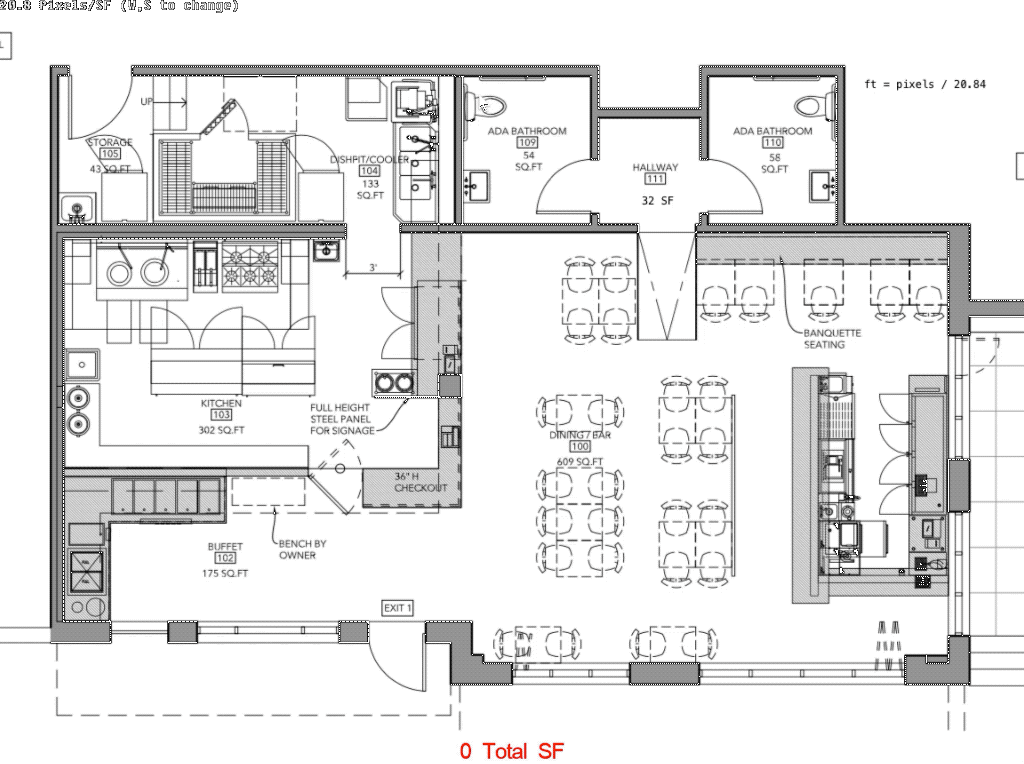 20.8 Pixels/SF (W,S to change)
ft = pixels / 20.84
UP
STORAGE
105
43 SQ.FT
DISHPIT/COOLER
104
133
SQ.FT
ADA BATHROOM
109
54
SQ.FT
HALLWAY
111
32 SF
ADA BATHROOM
110
58
SQ.FT
3'
BANQUETTE
SEATING
KITCHEN
103
302 SQ.FT
FULL HEIGHT
STEEL PANEL
FOR SIGNAGE
DINING / BAR
100
609 SQ.FT
36" H
CHECKOUT
BUFFET
102
175 SQ.FT
BENCH BY
OWNER
EXIT 1
0 Total SF